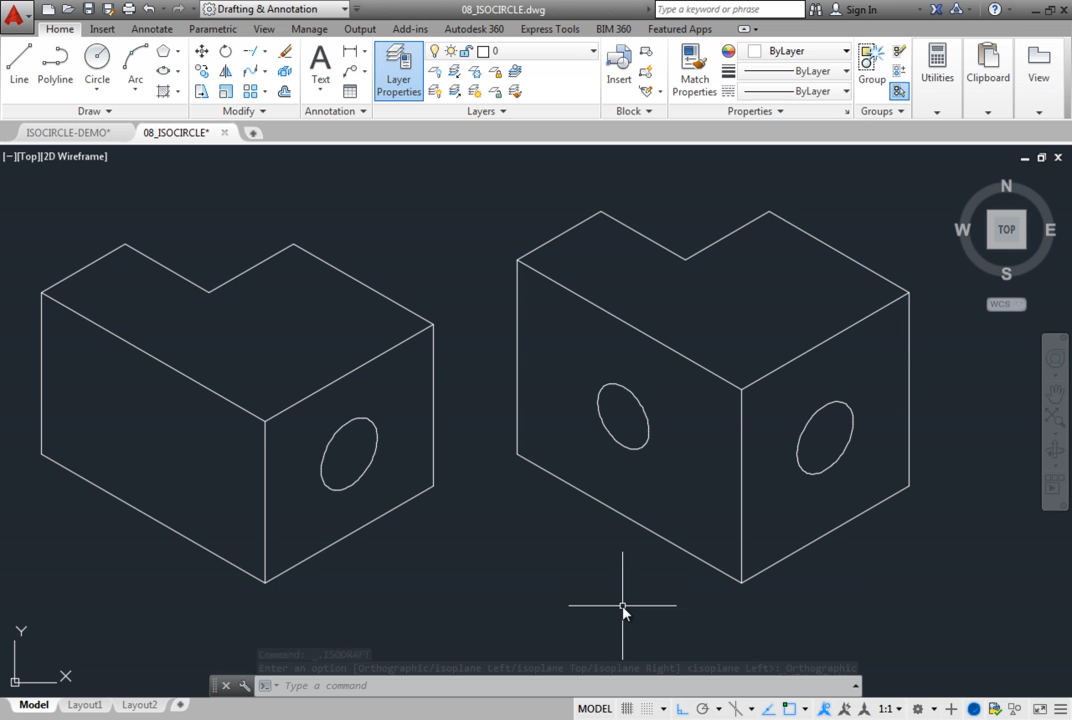 Drafting & Annotation
08_ISOCIRCLE.dwg
Type a keyword or phrase
Sign In
Home Insert Annotate Parametric View Manage Output Add-ins Autodesk 360 Express Tools BIM 360 Featured Apps
0
ByLayer
Line Polyline Circle Arc
Text
Layer
Properties
Insert
Match
Properties
ByLayer
ByLayer
Group
Utilities
Clipboard
View
Draw Modify Annotation Layers Block Properties Groups
ISOCIRCLE-DEMO* 08_ISOCIRCLE*
[−][Top][2D Wireframe]
N
W TOP E
S
WCS
Y
X
Command: _.ISODRAFT
Enter an option [Orthographic/isoplane Left/isoplane Top/isoplane Right] <isoplane Left>: Orthographic
Type a command
Model Layout1 Layout2
MODEL
1:1